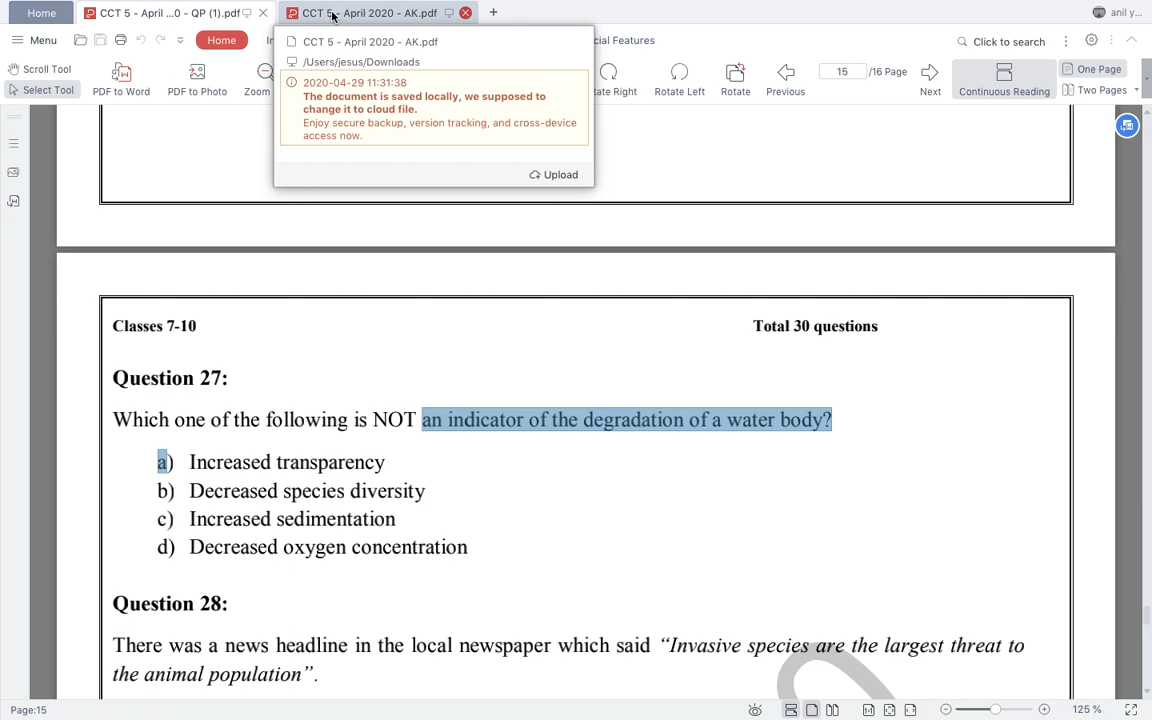 Home
CCT 5 - April ...0 - QP (1).pdf
CCT 5 - April 2020 - AK.pdf
anil y...
Menu
Home
In
cial Features
Click to search
CCT 5 - April 2020 - AK.pdf
/Users/jesus/Downloads
2020-04-29 11:31:38
The document is saved locally, we supposed to
change it to cloud file.
Enjoy secure backup, version tracking, and cross-device
access now.
Upload
Scroll Tool
Select Tool
PDF to Word
PDF to Photo
Zoom
tate Right
Rotate Left
Rotate
Previous
15
/16 Page
Next
Continuous Reading
One Page
Two Pages
Classes 7-10
Total 30 questions
Question 27:
Which one of the following is NOT an indicator of the degradation of a water body?
a) Increased transparency
b) Decreased species diversity
c) Increased sedimentation
d) Decreased oxygen concentration
Question 28:
There was a news headline in the local newspaper which said “Invasive species are the largest threat to
the animal population”.
Page:15
125 %